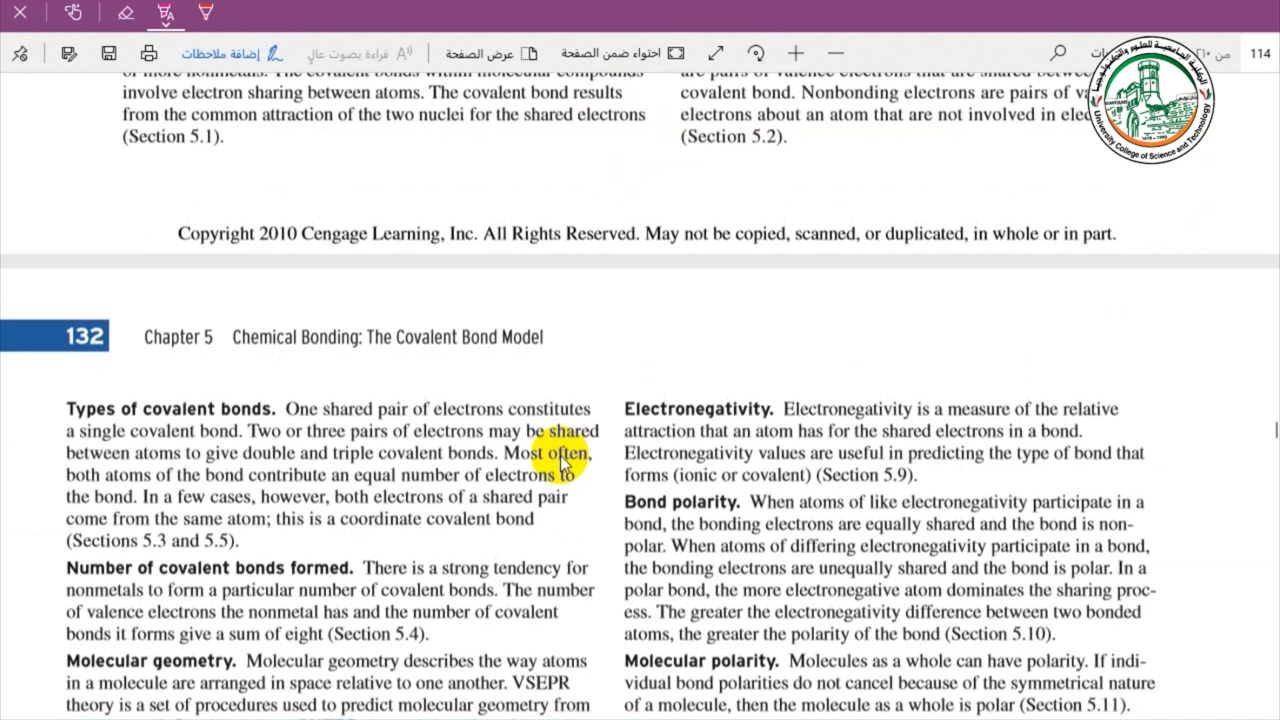 إضافة ملاحظات
قراءة بصوت عالٍ
عرض الصفحة
احتواء ضمن الصفحة
من
114
of more nonmetals. The covalent bonds within molecular compounds
involve electron sharing between atoms. The covalent bond results
from the common attraction of the two nuclei for the shared electrons
(Section 5.1).
are pairs of valence electrons that are shared between
covalent bond. Nonbonding electrons are pairs of
electrons about an atom that are not involved in
(Section 5.2).
University College of Science and Technology
Copyright 2010 Cengage Learning, Inc. All Rights Reserved. May not be copied, scanned, or duplicated, in whole or in part.
132 Chapter 5 Chemical Bonding: The Covalent Bond Model
Types of covalent bonds. One shared pair of electrons constitutes
a single covalent bond. Two or three pairs of electrons may be shared
between atoms to give double and triple covalent bonds. Most often,
both atoms of the bond contribute an equal number of electrons to
the bond. In a few cases, however, both electrons of a shared pair
come from the same atom; this is a coordinate covalent bond
(Sections 5.3 and 5.5).
Number of covalent bonds formed. There is a strong tendency for
nonmetals to form a particular number of covalent bonds. The number
of valence electrons the nonmetal has and the number of covalent
bonds it forms give a sum of eight (Section 5.4).
Molecular geometry. Molecular geometry describes the way atoms
in a molecule are arranged in space relative to one another. VSEPR
theory is a set of procedures used to predict molecular geometry from
Electronegativity. Electronegativity is a measure of the relative
attraction that an atom has for the shared electrons in a bond.
Electronegativity values are useful in predicting the type of bond that
forms (ionic or covalent) (Section 5.9).
Bond polarity. When atoms of like electronegativity participate in a
bond, the bonding electrons are equally shared and the bond is non-
polar. When atoms of differing electronegativity participate in a bond,
the bonding electrons are unequally shared and the bond is polar. In a
polar bond, the more electronegative atom dominates the sharing proc-
ess. The greater the electronegativity difference between two bonded
atoms, the greater the polarity of the bond (Section 5.10).
Molecular polarity. Molecules as a whole can have polarity. If indi-
vidual bond polarities do not cancel because of the symmetrical nature
of a molecule, then the molecule as a whole is polar (Section 5.11).